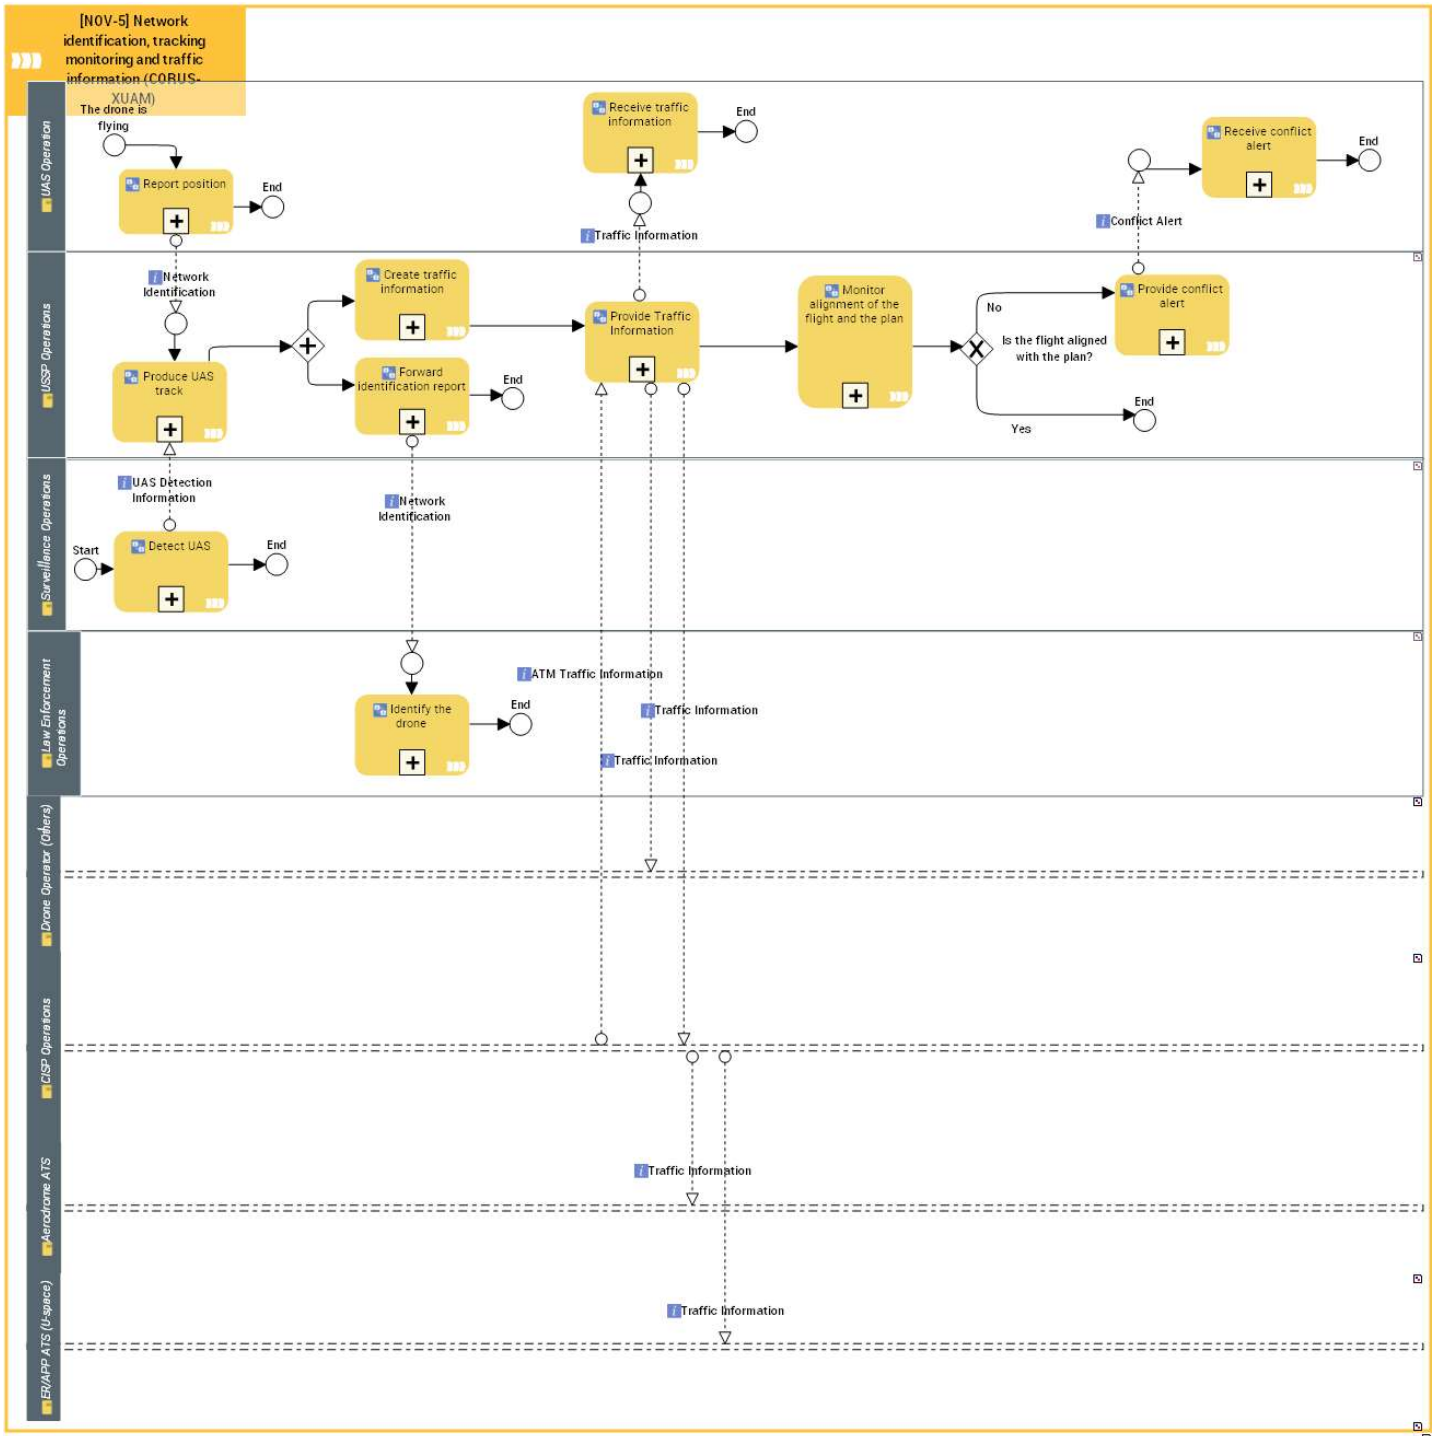 [NOV-5] Network
identification, tracking
monitoring and traffic
information (CORUS-
XUAM)
UAS Operation
The drone is
flying
Report position
End
Receive traffic
information
End
Traffic Information
Receive conflict
alert
End
Conflict Alert
USSP Operations
Network
Identification
Produce UAS
track
Create traffic
information
Forward
identification report
End
Provide Traffic
Information
Monitor
alignment of the
flight and the plan
No
Is the flight aligned
with the plan?
Yes
Provide conflict
alert
End
Surveillance Operations
UAS Detection
Information
Start
Detect UAS
End
Network
Identification
Law Enforcement
Operations
Identify the
drone
End
ATM Traffic Information
Traffic Information
Traffic Information
Drone Operator (Others)
CISP Operations
Aerodrome ATS
Traffic Information
ER/APP ATS (U-space)
Traffic Information